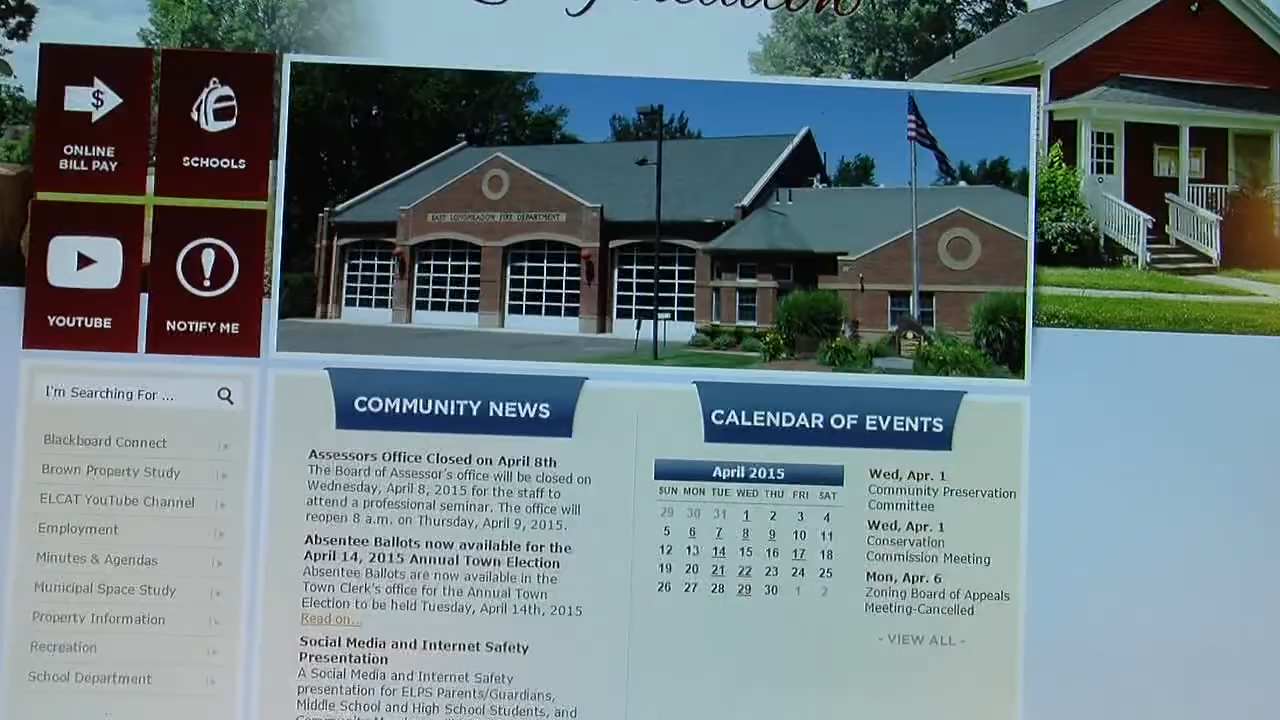 ONLINE
BILL PAY
SCHOOLS
YOUTUBE
NOTIFY ME
EAST LONGMEADOW FIRE DEPARTMENT
I'm Searching For ...
Blackboard Connect
Brown Property Study
ELCAT YouTube Channel
Employment
Minutes & Agendas
Municipal Space Study
Property Information
Recreation
School Department
COMMUNITY NEWS
Assessors Office Closed on April 8th
The Board of Assessor's office will be closed on
Wednesday, April 8, 2015 for the staff to
attend a professional seminar. The office will
reopen 8 a.m. on Thursday, April 9, 2015.
Absentee Ballots now available for the
April 14, 2015 Annual Town Election
Absentee Ballots are now available in the
Town Clerk's office for the Annual Town
Election to be held Tuesday, April 14th, 2015
Read on...
Social Media and Internet Safety
Presentation
A Social Media and Internet Safety
presentation for ELPS Parents/Guardians,
Middle School and High School Students, and
CALENDAR OF EVENTS
April 2015
SUN MON TUE WED THU FRI SAT
29 30 31 1 2 3 4
5 6 7 8 9 10 11
12 13 14 15 16 17 18
19 20 21 22 23 24 25
26 27 28 29 30 1 2
Wed, Apr. 1
Community Preservation
Committee
Wed, Apr. 1
Conservation
Commission Meeting
Mon, Apr. 6
Zoning Board of Appeals
Meeting-Cancelled
- VIEW ALL -